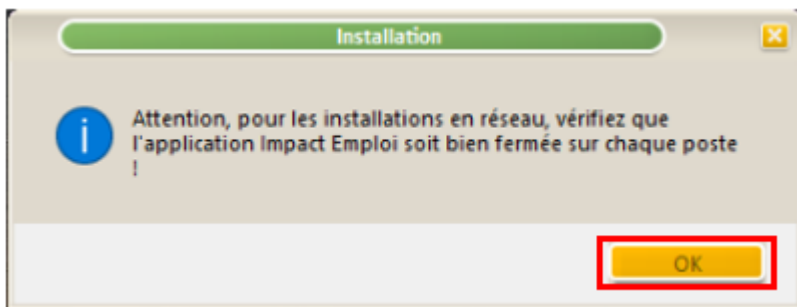 Installation
Attention, pour les installations en réseau, vérifiez que
l'application Impact Emploi soit bien fermée sur chaque poste
!
OK